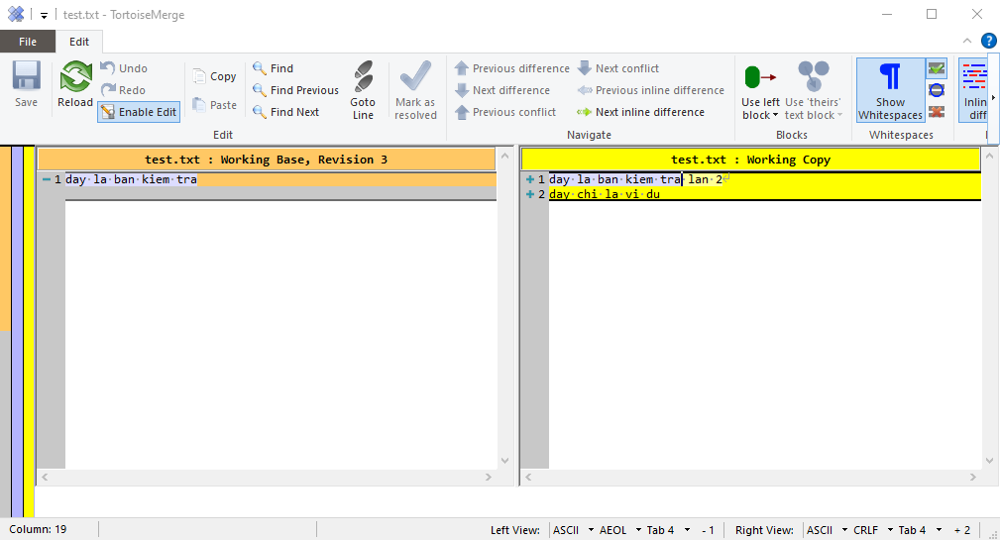 test.txt - TortoiseMerge
File Edit
Save
Reload
Undo
Redo
Enable Edit
Copy
Paste
Find
Find Previous
Find Next
Goto
Line
Mark as
resolved
Previous difference
Next difference
Previous conflict
Next conflict
Previous inline difference
Next inline difference
Use left
block
Use 'theirs'
text block
Show
Whitespaces
Inlin
diff
Edit Navigate Blocks Whitespaces
test.txt : Working Base, Revision 3
1 day la ban kiem tra
test.txt : Working Copy
1 day la ban kiem tra lan 2
2 day chi la vi du
Column: 19 Left View: ASCII AEOL Tab 4 - 1 Right View: ASCII CRLF Tab 4 + 2